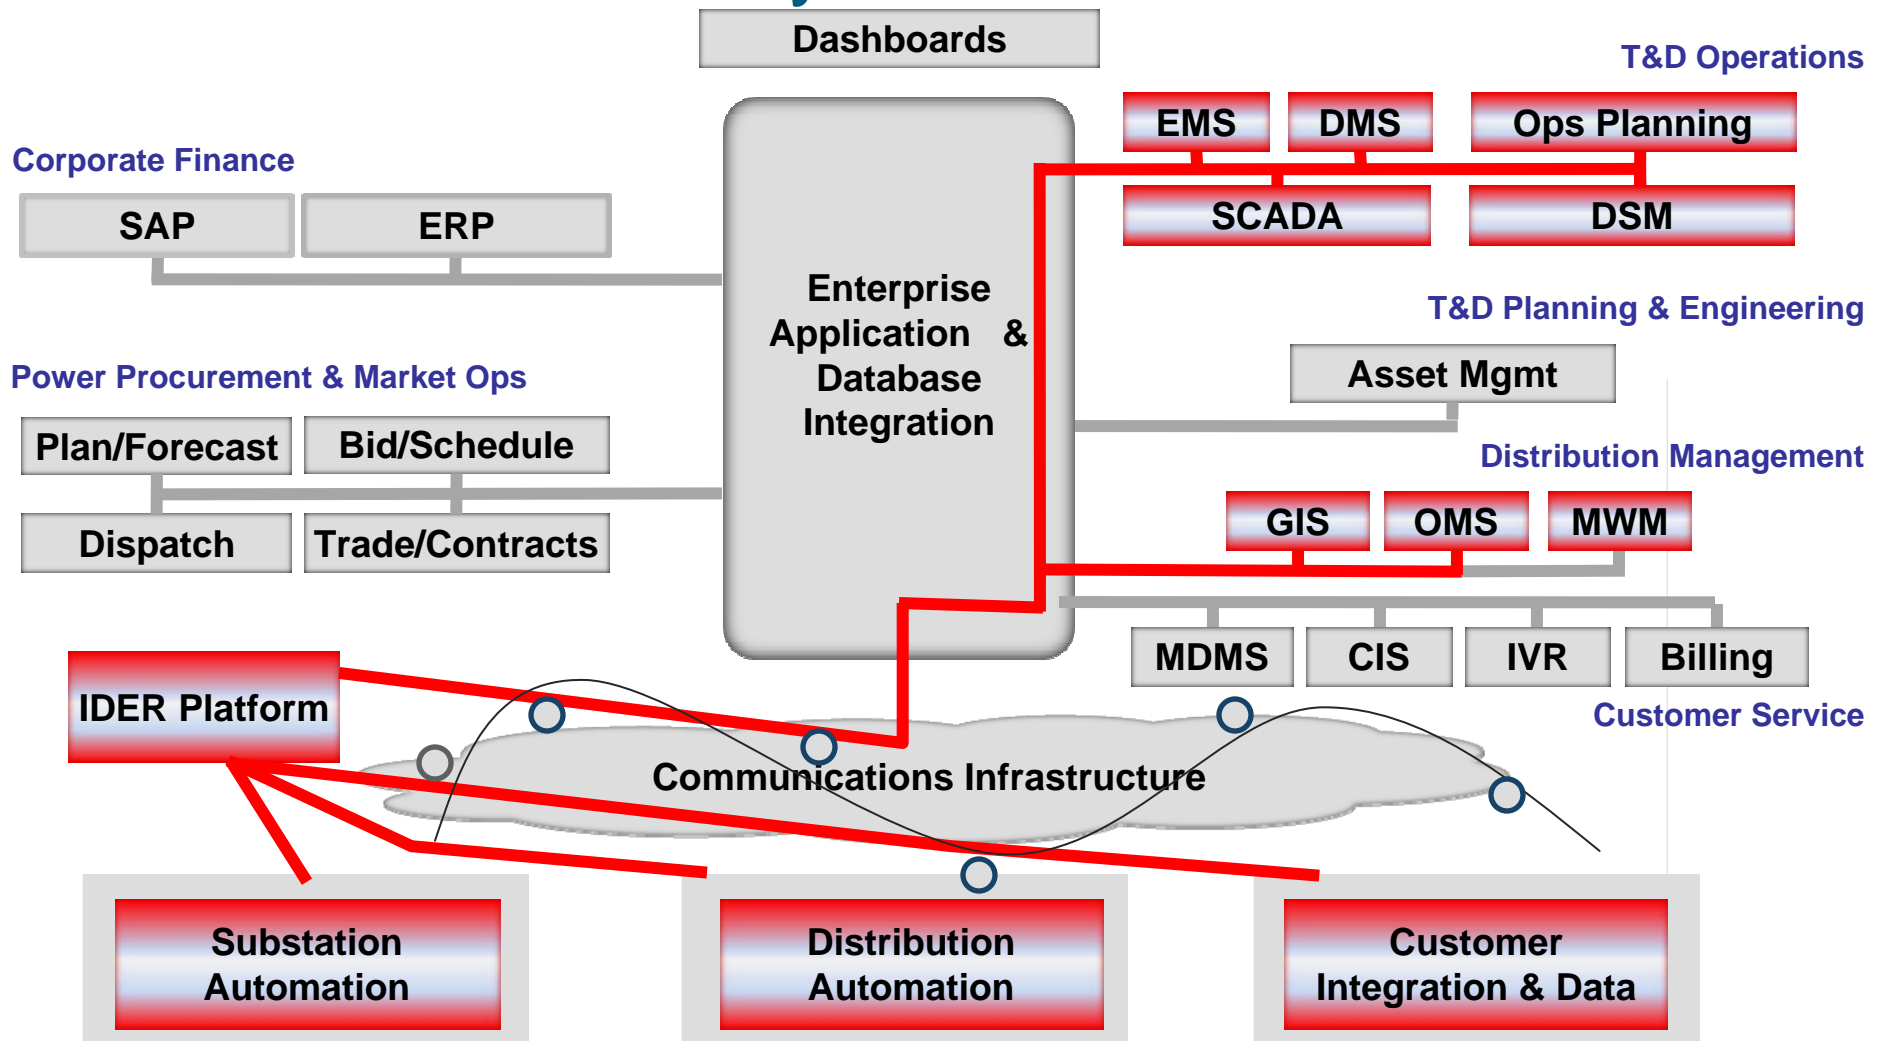 Dashboards
T&D Operations
EMS
DMS
Ops Planning
SCADA
DSM
Corporate Finance
SAP
ERP
Enterprise
Application &
Database
Integration
T&D Planning & Engineering
Asset Mgmt
Power Procurement & Market Ops
Plan/Forecast
Bid/Schedule
Dispatch
Trade/Contracts
Distribution Management
GIS
OMS
MWM
MDMS
CIS
IVR
Billing
Customer Service
IDER Platform
Communications Infrastructure
Substation
Automation
Distribution
Automation
Customer
Integration & Data